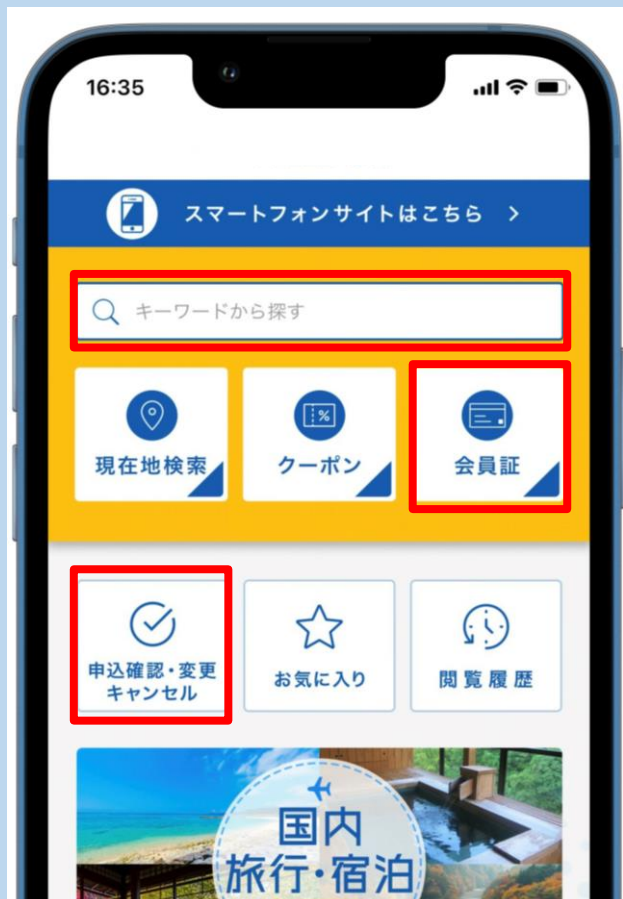 16:35
スマートフォンサイトはこちら >
キーワードから探す
現在地検索
クーポン
会員証
申込確認・変更
キャンセル
お気に入り
閲覧履歴
国内
旅行・宿泊